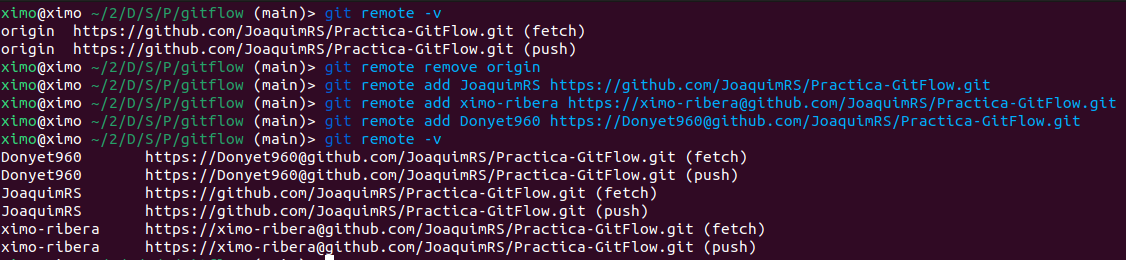 ximo@ximo ~/2/D/S/P/gitflow (main)> git remote -v
origin  https://github.com/JoaquimRS/Practica-GitFlow.git (fetch)
origin  https://github.com/JoaquimRS/Practica-GitFlow.git (push)
ximo@ximo ~/2/D/S/P/gitflow (main)> git remote remove origin
ximo@ximo ~/2/D/S/P/gitflow (main)> git remote add JoaquimRS https://github.com/JoaquimRS/Practica-GitFlow.git
ximo@ximo ~/2/D/S/P/gitflow (main)> git remote add ximo-ribera https://ximo-ribera@github.com/JoaquimRS/Practica-GitFlow.git
ximo@ximo ~/2/D/S/P/gitflow (main)> git remote add Donyet960 https://Donyet960@github.com/JoaquimRS/Practica-GitFlow.git
ximo@ximo ~/2/D/S/P/gitflow (main)> git remote -v
Donyet960       https://Donyet960@github.com/JoaquimRS/Practica-GitFlow.git (fetch)
Donyet960       https://Donyet960@github.com/JoaquimRS/Practica-GitFlow.git (push)
JoaquimRS       https://github.com/JoaquimRS/Practica-GitFlow.git (fetch)
JoaquimRS       https://github.com/JoaquimRS/Practica-GitFlow.git (push)
ximo-ribera     https://ximo-ribera@github.com/JoaquimRS/Practica-GitFlow.git (fetch)
ximo-ribera     https://ximo-ribera@github.com/JoaquimRS/Practica-GitFlow.git (push)